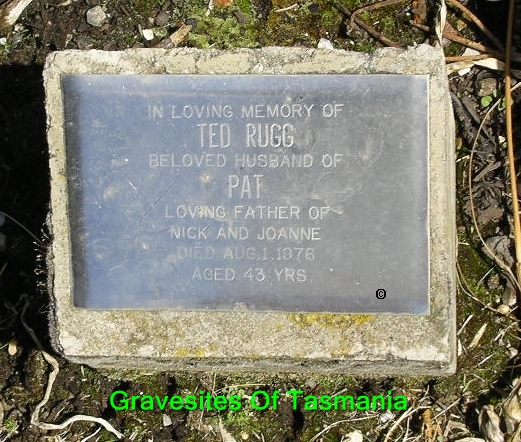 IN LOVING MEMORY OF
TED RUGG
BELOVED HUSBAND OF
PAT
LOVING FATHER OF
NICK AND JOANNE
DIED AUG.1.1976
AGED 43 YRS
©
Gravesites Of Tasmania